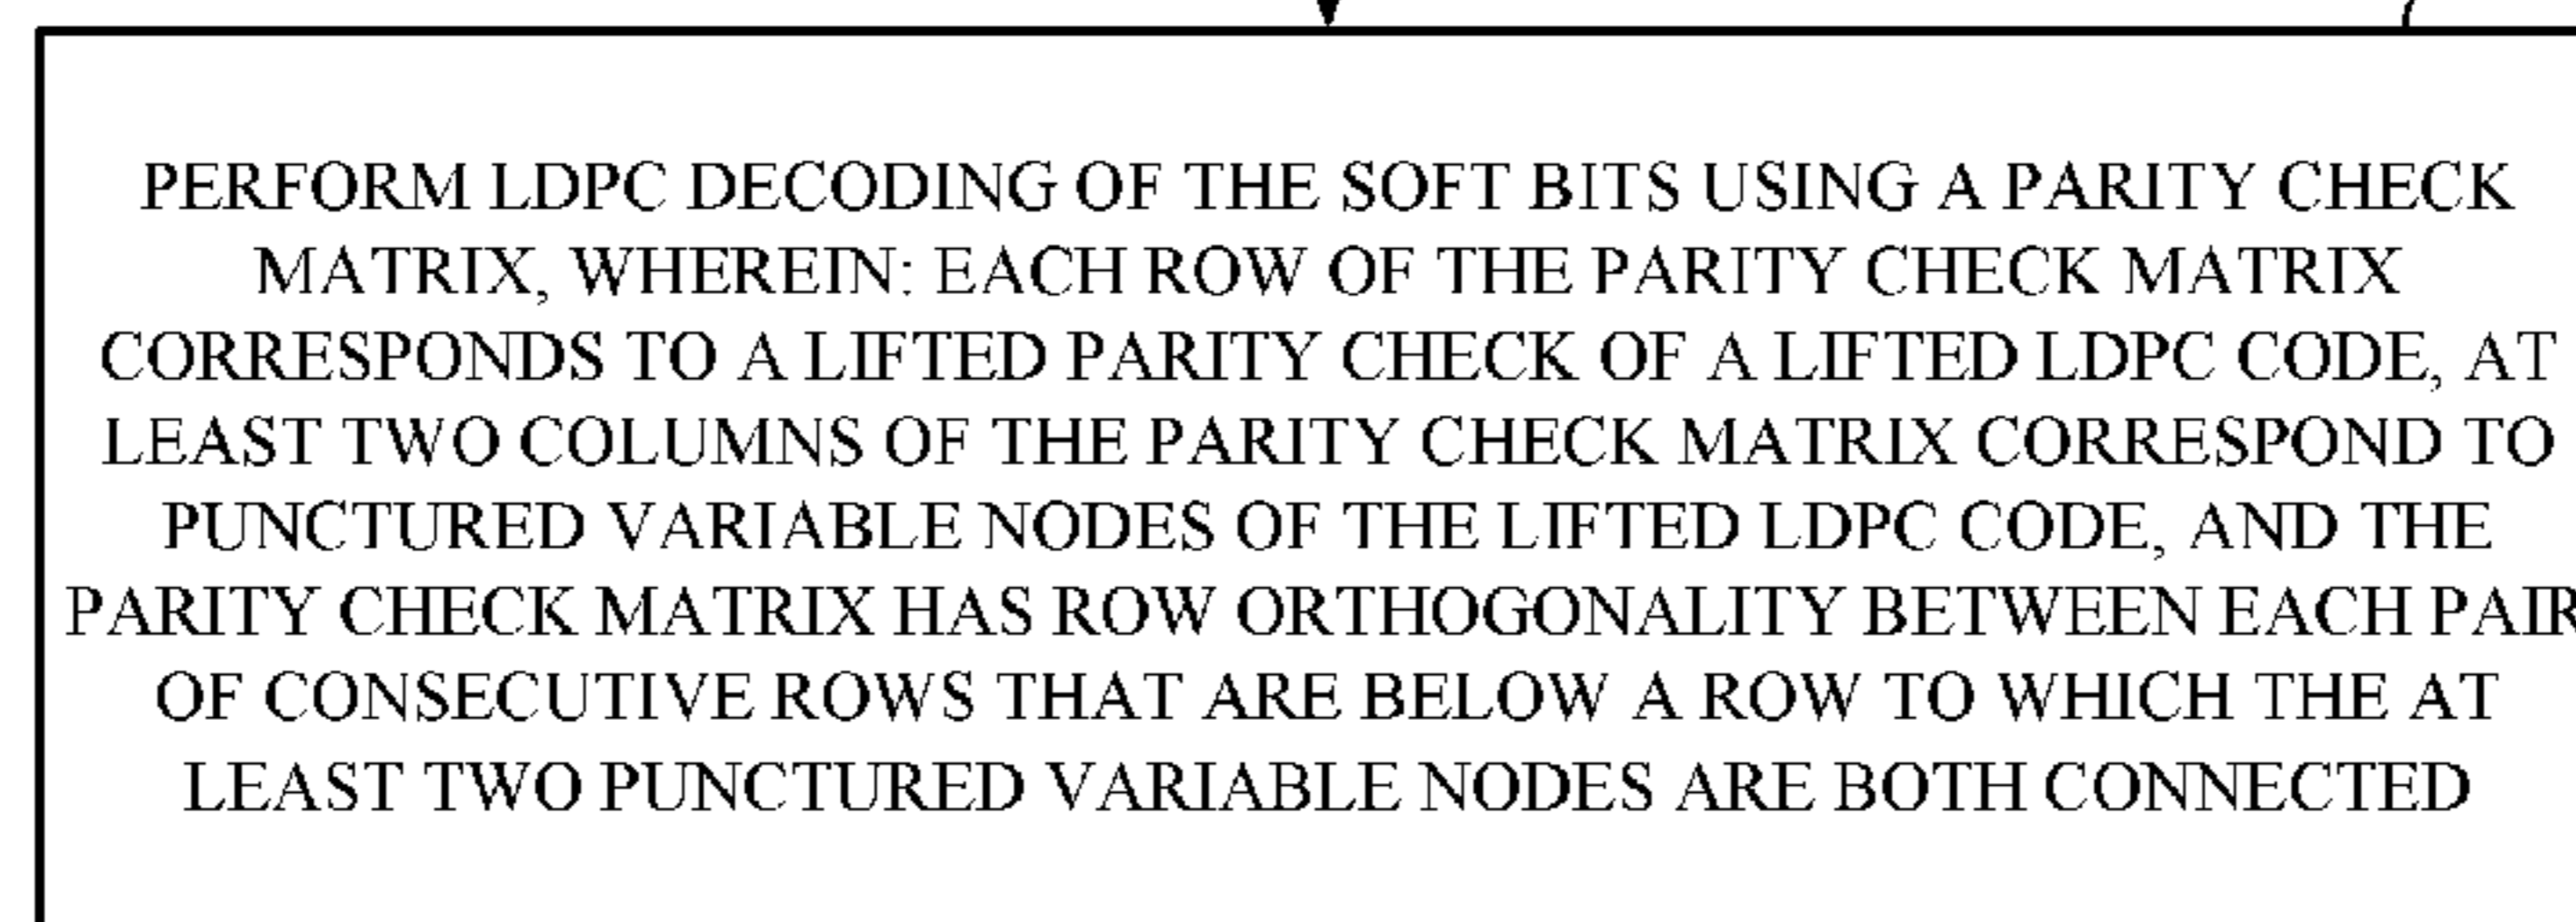 PERFORM LDPC DECODING OF THE SOFT BITS USING A PARITY CHECK
MATRIX, WHEREIN: EACH ROW OF THE PARITY CHECK MATRIX
CORRESPONDS TO A LIFTED PARITY CHECK OF A LIFTED LDPC CODE, AT
LEAST TWO COLUMNS OF THE PARITY CHECK MATRIX CORRESPOND TO
PUNCTURED VARIABLE NODES OF THE LIFTED LDPC CODE, AND THE
PARITY CHECK MATRIX HAS ROW ORTHOGONALITY BETWEEN EACH PAIR
OF CONSECUTIVE ROWS THAT ARE BELOW A ROW TO WHICH THE AT
LEAST TWO PUNCTURED VARIABLE NODES ARE BOTH CONNECTED